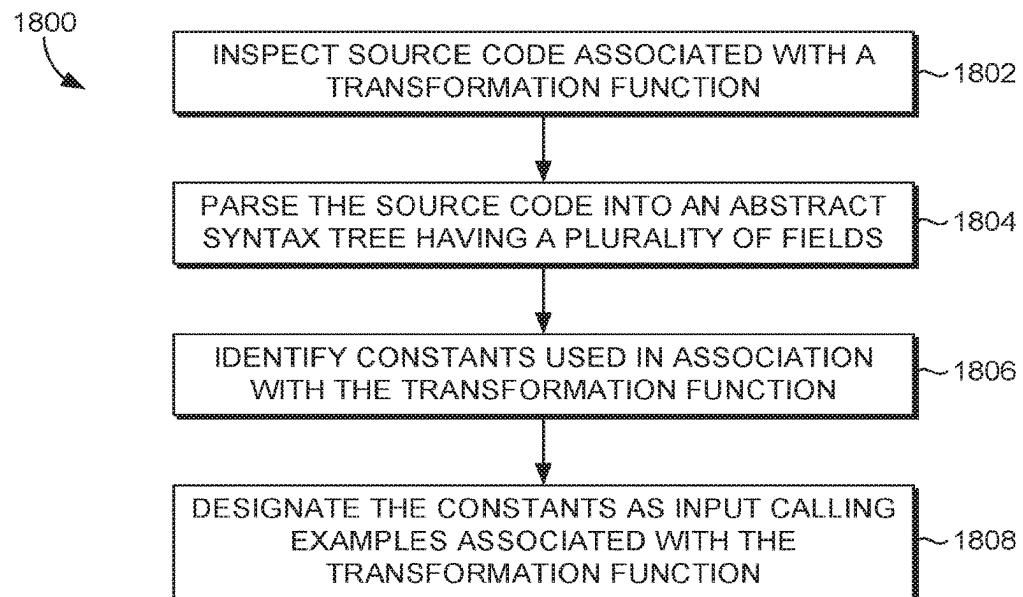 1800
INSPECT SOURCE CODE ASSOCIATED WITH A
TRANSFORMATION FUNCTION
1802
PARSE THE SOURCE CODE INTO AN ABSTRACT
SYNTAX TREE HAVING A PLURALITY OF FIELDS
1804
IDENTIFY CONSTANTS USED IN ASSOCIATION
WITH THE TRANSFORMATION FUNCTION
1806
DESIGNATE THE CONSTANTS AS INPUT CALLING
EXAMPLES ASSOCIATED WITH THE
TRANSFORMATION FUNCTION
1808